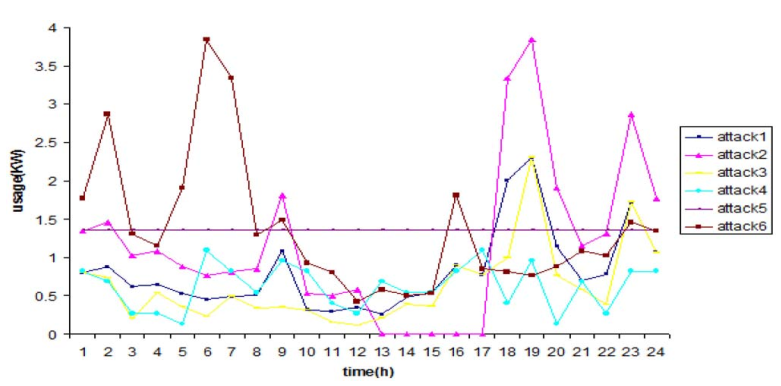 4
3.5
3
2.5
2
1.5
1
0.5
0
usage(KW)
1 2 3 4 5 6 7 8 9 10 11 12 13 14 15 16 17 18 19 20 21 22 23 24
time(h)
attack1
attack2
attack3
attack4
attack5
attack6